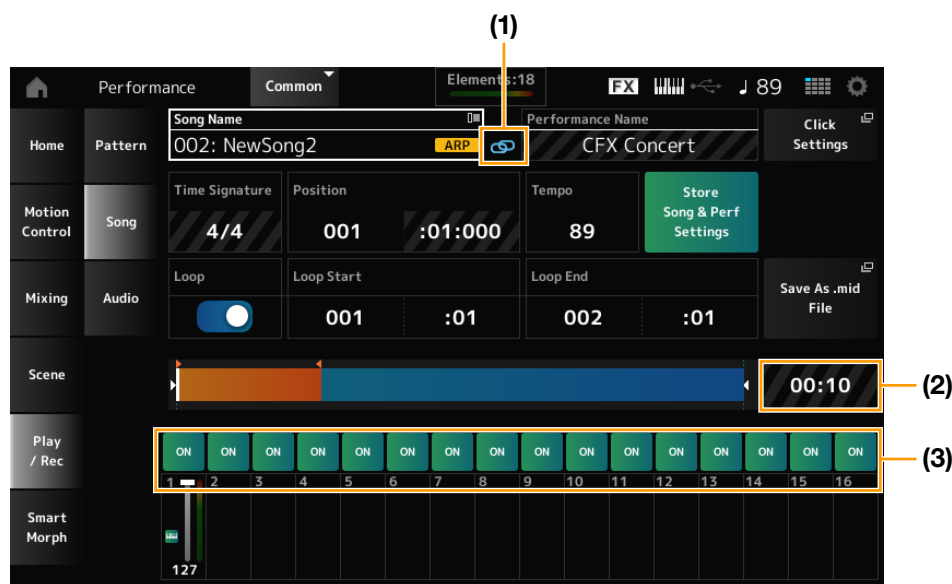 (1)
Performance
Common
Elements:18
FX
89
Home
Pattern
Song Name
002: NewSong2
ARP
Performance Name
CFX Concert
Click
Settings
Motion
Control
Song
Time Signature
4/4
Position
001 :01:000
Tempo
89
Store
Song & Perf
Settings
Mixing
Audio
Loop
Loop Start
001 :01
Loop End
002 :01
Save As .mid
File
Scene
00:10
(2)
Play
/ Rec
ON ON ON ON ON ON ON ON ON ON ON ON ON ON ON ON
(3)
1 2 3 4 5 6 7 8 9 10 11 12 13 14 15 16
Smart
Morph
127